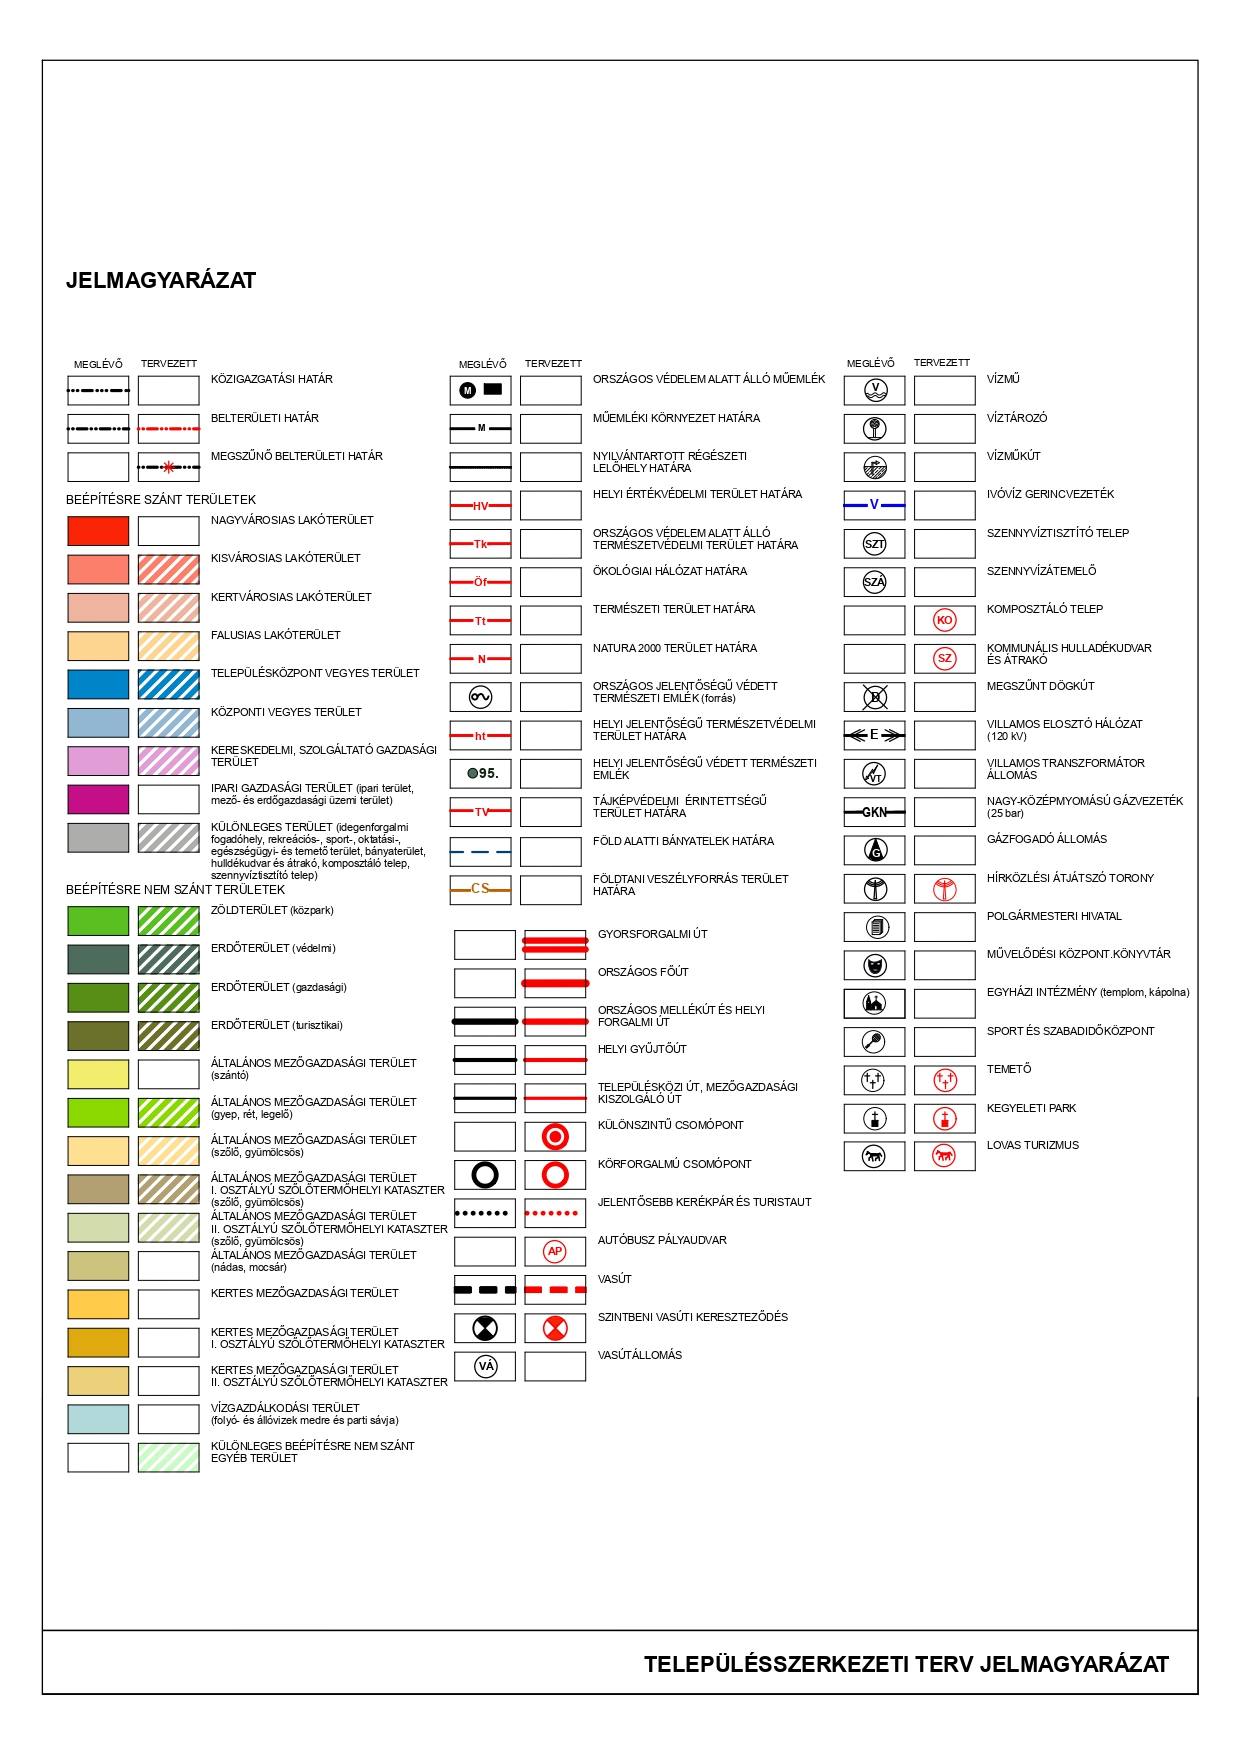 JELMAGYARÁZAT
MEGLÉVŐ TERVEZETT
KÖZIGAZGATÁSI HATÁR
BELTERÜLETI HATÁR
MEGSZŰNŐ BELTERÜLETI HATÁR
BEÉPÍTÉSRE SZÁNT TERÜLETEK
NAGYVÁROSIAS LAKÓTERÜLET
KISVÁROSIAS LAKÓTERÜLET
KERTVÁROSIAS LAKÓTERÜLET
FALUSIAS LAKÓTERÜLET
TELEPÜLÉSKÖZPONT VEGYES TERÜLET
KÖZPONTI VEGYES TERÜLET
KERESKEDELMI, SZOLGÁLTATÓ GAZDASÁGI
TERÜLET
IPARI GAZDASÁGI TERÜLET (ipari terület,
mező- és erdőgazdasági üzemi terület)
KÜLÖNLEGES TERÜLET (idegenforgalmi
fogadóhely, rekreációs-, sport-, oktatási-,
egészségügyi- és temető terület, bányaterület,
hulldékudvar és átrakó, komposztáló telep,
szennyvíztisztító telep)
BEÉPÍTÉSRE NEM SZÁNT TERÜLETEK
ZÖLDTERÜLET (közpark)
ERDŐTERÜLET (védelmi)
ERDŐTERÜLET (gazdasági)
ERDŐTERÜLET (turisztikai)
ÁLTALÁNOS MEZŐGAZDASÁGI TERÜLET
(szántó)
ÁLTALÁNOS MEZŐGAZDASÁGI TERÜLET
(gyep, rét, legelő)
ÁLTALÁNOS MEZŐGAZDASÁGI TERÜLET
(szőlő, gyümölcsös)
ÁLTALÁNOS MEZŐGAZDASÁGI TERÜLET
I. OSZTÁLYÚ SZŐLŐTERMŐHELYI KATASZTER
(szőlő, gyümölcsös)
ÁLTALÁNOS MEZŐGAZDASÁGI TERÜLET
II. OSZTÁLYÚ SZŐLŐTERMŐHELYI KATASZTER
(szőlő, gyümölcsös)
ÁLTALÁNOS MEZŐGAZDASÁGI TERÜLET
(nádas, mocsár)
KERTES MEZŐGAZDASÁGI TERÜLET
KERTES MEZŐGAZDASÁGI TERÜLET
I. OSZTÁLYÚ SZŐLŐTERMŐHELYI KATASZTER
KERTES MEZŐGAZDASÁGI TERÜLET
II. OSZTÁLYÚ SZŐLŐTERMŐHELYI KATASZTER
VÍZGAZDÁLKODÁSI TERÜLET
(folyó- és állóvizek medre és parti sávja)
KÜLÖNLEGES BEÉPÍTÉSRE NEM SZÁNT
EGYÉB TERÜLET
MEGLÉVŐ TERVEZETT
M ORSZÁGOS VÉDELEM ALATT ÁLLÓ MŰEMLÉK
M MŰEMLÉKI KÖRNYEZET HATÁRA
NYILVÁNTARTOTT RÉGÉSZETI
LELŐHELY HATÁRA
HV HELYI ÉRTÉKVÉDELMI TERÜLET HATÁRA
Tk ORSZÁGOS VÉDELEM ALATT ÁLLÓ
TERMÉSZETVÉDELMI TERÜLET HATÁRA
Öf ÖKOLÓGIAI HÁLÓZAT HATÁRA
Tt TERMÉSZETI TERÜLET HATÁRA
N NATURA 2000 TERÜLET HATÁRA
ORSZÁGOS JELENTŐSÉGŰ VÉDETT
TERMÉSZETI EMLÉK (forrás)
ht HELYI JELENTŐSÉGŰ TERMÉSZETVÉDELMI
TERÜLET HATÁRA
95. HELYI JELENTŐSÉGŰ VÉDETT TERMÉSZETI
EMLÉK
TV TÁJKÉPVÉDELMI ÉRINTETTSÉGŰ
TERÜLET HATÁRA
FÖLD ALATTI BÁNYATELEK HATÁRA
CS FÖLDTANI VESZÉLYFORRÁS TERÜLET
HATÁRA
GYORSFORGALMI ÚT
ORSZÁGOS FŐÚT
ORSZÁGOS MELLÉKÚT ÉS HELYI
FORGALMI ÚT
HELYI GYŰJTŐÚT
TELEPÜLÉSKÖZI ÚT, MEZŐGAZDASÁGI
KISZOLGÁLÓ ÚT
KÜLÖNSZINTŰ CSOMÓPONT
KÖRFORGALMÚ CSOMÓPONT
JELENTŐSEBB KERÉKPÁR ÉS TURISTAUT
AP AUTÓBUSZ PÁLYAUDVAR
VASÚT
SZINTBENI VASÚTI KERESZTEZŐDÉS
VÁ VASÚTÁLLOMÁS
MEGLÉVŐ TERVEZETT
V VÍZMŰ
VÍZTÁROZÓ
VÍZMŰKÚT
V IVÓVÍZ GERINCVEZETÉK
SZT SZENNYVÍZTISZTÍTÓ TELEP
SZÁ SZENNYVÍZÁTEMELŐ
KO KOMPOSZTÁLÓ TELEP
SZ KOMMUNÁLIS HULLADÉKUDVAR
ÉS ÁTRAKÓ
D MEGSZŰNT DÖGKÚT
E VILLAMOS ELOSZTÓ HÁLÓZAT
(120 kV)
VT VILLAMOS TRANSZFORMÁTOR
ÁLLOMÁS
GKN NAGY-KÖZÉPMYOMÁSÚ GÁZVEZETÉK
(25 bar)
G GÁZFOGADÓ ÁLLOMÁS
HÍRKÖZLÉSI ÁTJÁTSZÓ TORONY
POLGÁRMESTERI HIVATAL
MŰVELŐDÉSI KÖZPONT.KÖNYVTÁR
EGYHÁZI INTÉZMÉNY (templom, kápolna)
SPORT ÉS SZABADIDŐKÖZPONT
TEMETŐ
KEGYELETI PARK
LOVAS TURIZMUS
TELEPÜLÉSSZERKEZETI TERV JELMAGYARÁZAT